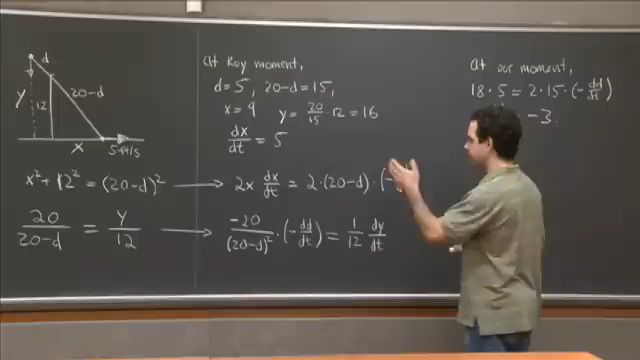 d
y
12
20-d
x
5 ft/s
x² + 12² = (20-d)²
20/(20-d) = y/12
At Key moment,
d = 5, 20-d = 15,
x = 9 y = 20/15 · 12 = 16
dx/dt = 5
2x dx/dt = 2·(20-d)·(-
-20/(20-d)² · (-dd/dt) = 1/12 dy/dt
At our moment,
18·5 = 2·15·(-dd/dt)
-3.